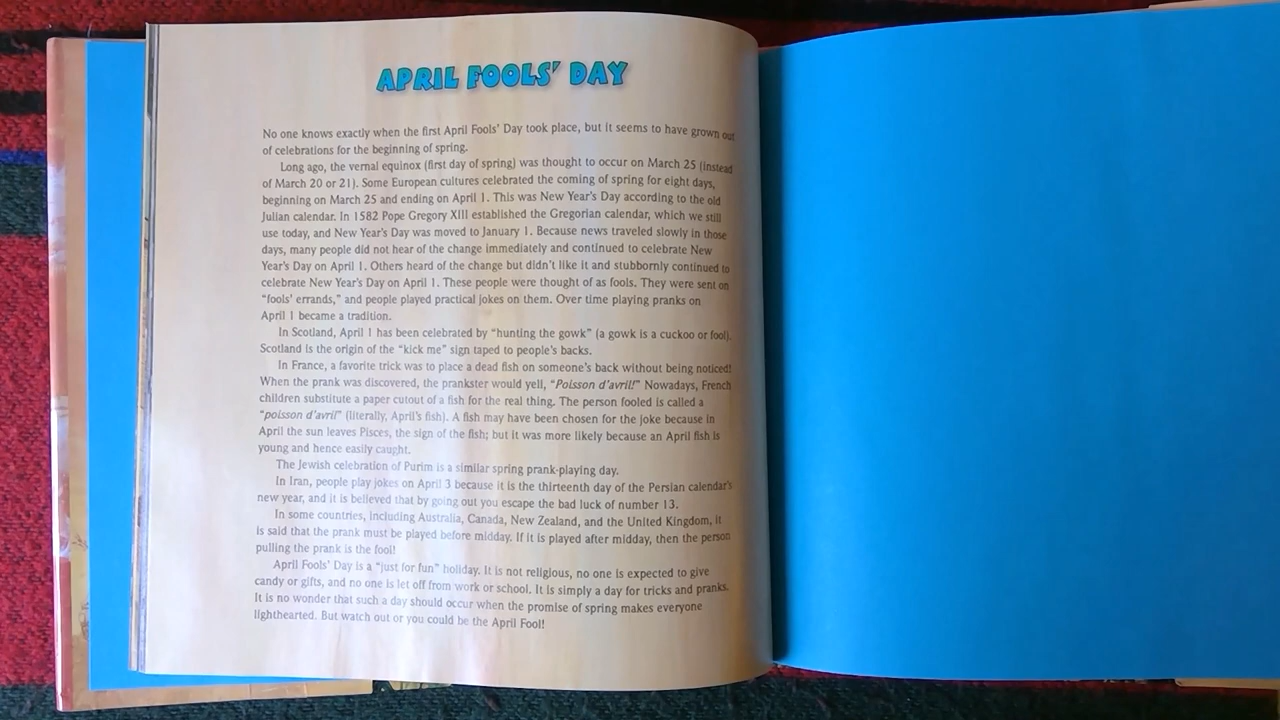 APRIL FOOLS' DAY
No one knows exactly when the first April Fools' Day took place, but it seems to have grown out
of celebrations for the beginning of spring.
Long ago, the vernal equinox (first day of spring) was thought to occur on March 25 (instead
of March 20 or 21). Some European cultures celebrated the coming of spring for eight days,
beginning on March 25 and ending on April 1. This was New Year's Day according to the old
Julian calendar. In 1582 Pope Gregory XIII established the Gregorian calendar, which we still
use today, and New Year's Day was moved to January 1. Because news traveled slowly in those
days, many people did not hear of the change immediately and continued to celebrate New
Year's Day on April 1. Others heard of the change but didn't like it and stubbornly continued to
celebrate New Year's Day on April 1. These people were thought of as fools. They were sent on
"fools' errands," and people played practical jokes on them. Over time playing pranks on
April 1 became a tradition.
In Scotland, April 1 has been celebrated by "hunting the gowk" (a gowk is a cuckoo or fool).
Scotland is the origin of the "kick me" sign taped to people's backs.
In France, a favorite trick was to place a dead fish on someone's back without being noticed!
When the prank was discovered, the prankster would yell, "Poisson d'avril!" Nowadays, French
children substitute a paper cutout of a fish for the real thing. The person fooled is called a
"poisson d'avril" (literally, April's fish). A fish may have been chosen for the joke because in
April the sun leaves Pisces, the sign of the fish; but it was more likely because an April fish is
young and hence easily caught.
The Jewish celebration of Purim is a similar spring prank-playing day.
In Iran, people play jokes on April 3 because it is the thirteenth day of the Persian calendar's
new year, and it is believed that by going out you escape the bad luck of number 13.
In some countries, including Australia, Canada, New Zealand, and the United Kingdom, it
is said that the prank must be played before midday. If it is played after midday, then the person
pulling the prank is the fool!
April Fools' Day is a "just for fun" holiday. It is not religious, no one is expected to give
candy or gifts, and no one is let off from work or school. It is simply a day for tricks and pranks.
It is no wonder that such a day should occur when the promise of spring makes everyone
lighthearted. But watch out or you could be the April Fool!